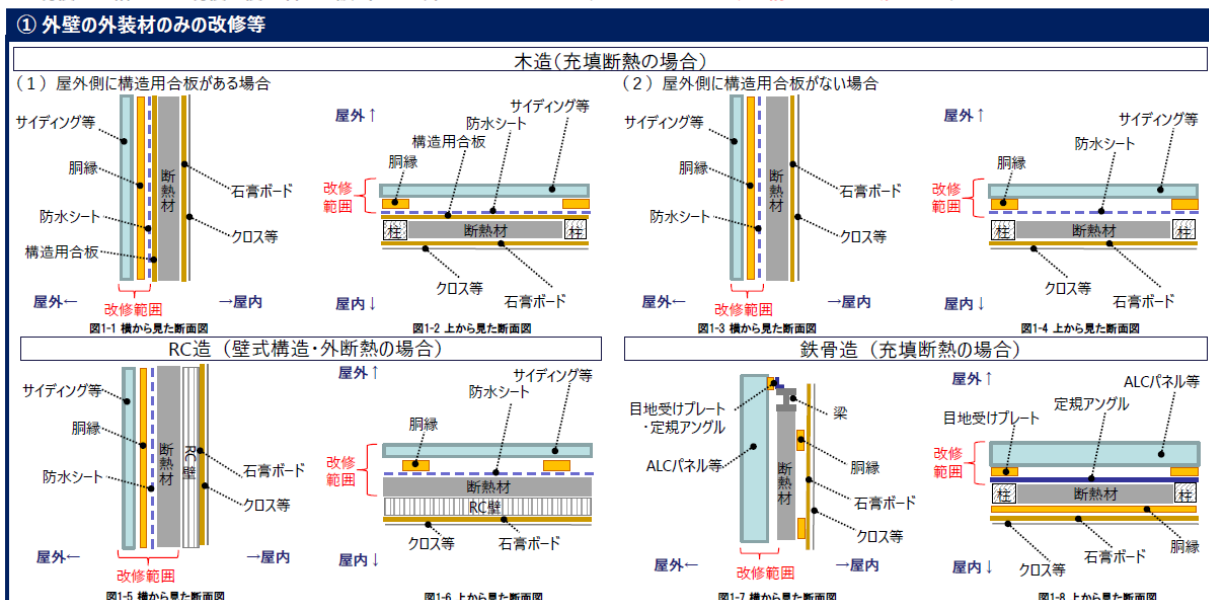 ① 外壁の外装材のみの改修等
木造(充填断熱の場合)
(1) 屋外側に構造用合板がある場合
サイディング等
胴縁
防水シート
構造用合板
断熱材
石膏ボード
クロス等
屋外←
改修範囲
→屋内
図1-1 横から見た断面図
屋外↑
サイディング等
防水シート
構造用合板
胴縁
改修範囲
柱
断熱材
柱
クロス等
石膏ボード
屋内↓
図1-2 上から見た断面図
(2) 屋外側に構造用合板がない場合
サイディング等
胴縁
防水シート
断熱材
石膏ボード
クロス等
屋外←
改修範囲
→屋内
図1-3 横から見た断面図
屋外↑
サイディング等
防水シート
胴縁
改修範囲
柱
断熱材
柱
クロス等
石膏ボード
屋内↓
図1-4 上から見た断面図
RC造 (壁式構造・外断熱の場合)
サイディング等
胴縁
防水シート
断熱材
RC壁
石膏ボード
クロス等
屋外←
改修範囲
→屋内
図1-5 横から見た断面図
屋外↑
サイディング等
防水シート
胴縁
改修範囲
断熱材
RC壁
クロス等
石膏ボード
屋内↓
図1-6 上から見た断面図
鉄骨造 (充填断熱の場合)
目地受けプレート
・定規アングル
ALCパネル等
梁
断熱材
胴縁
石膏ボード
クロス等
屋外←
改修範囲
→屋内
図1-7 横から見た断面図
屋外↑
ALCパネル等
定規アングル
目地受けプレート
改修範囲
柱
断熱材
柱
胴縁
石膏ボード
クロス等
屋内↓
図1-8 上から見た断面図